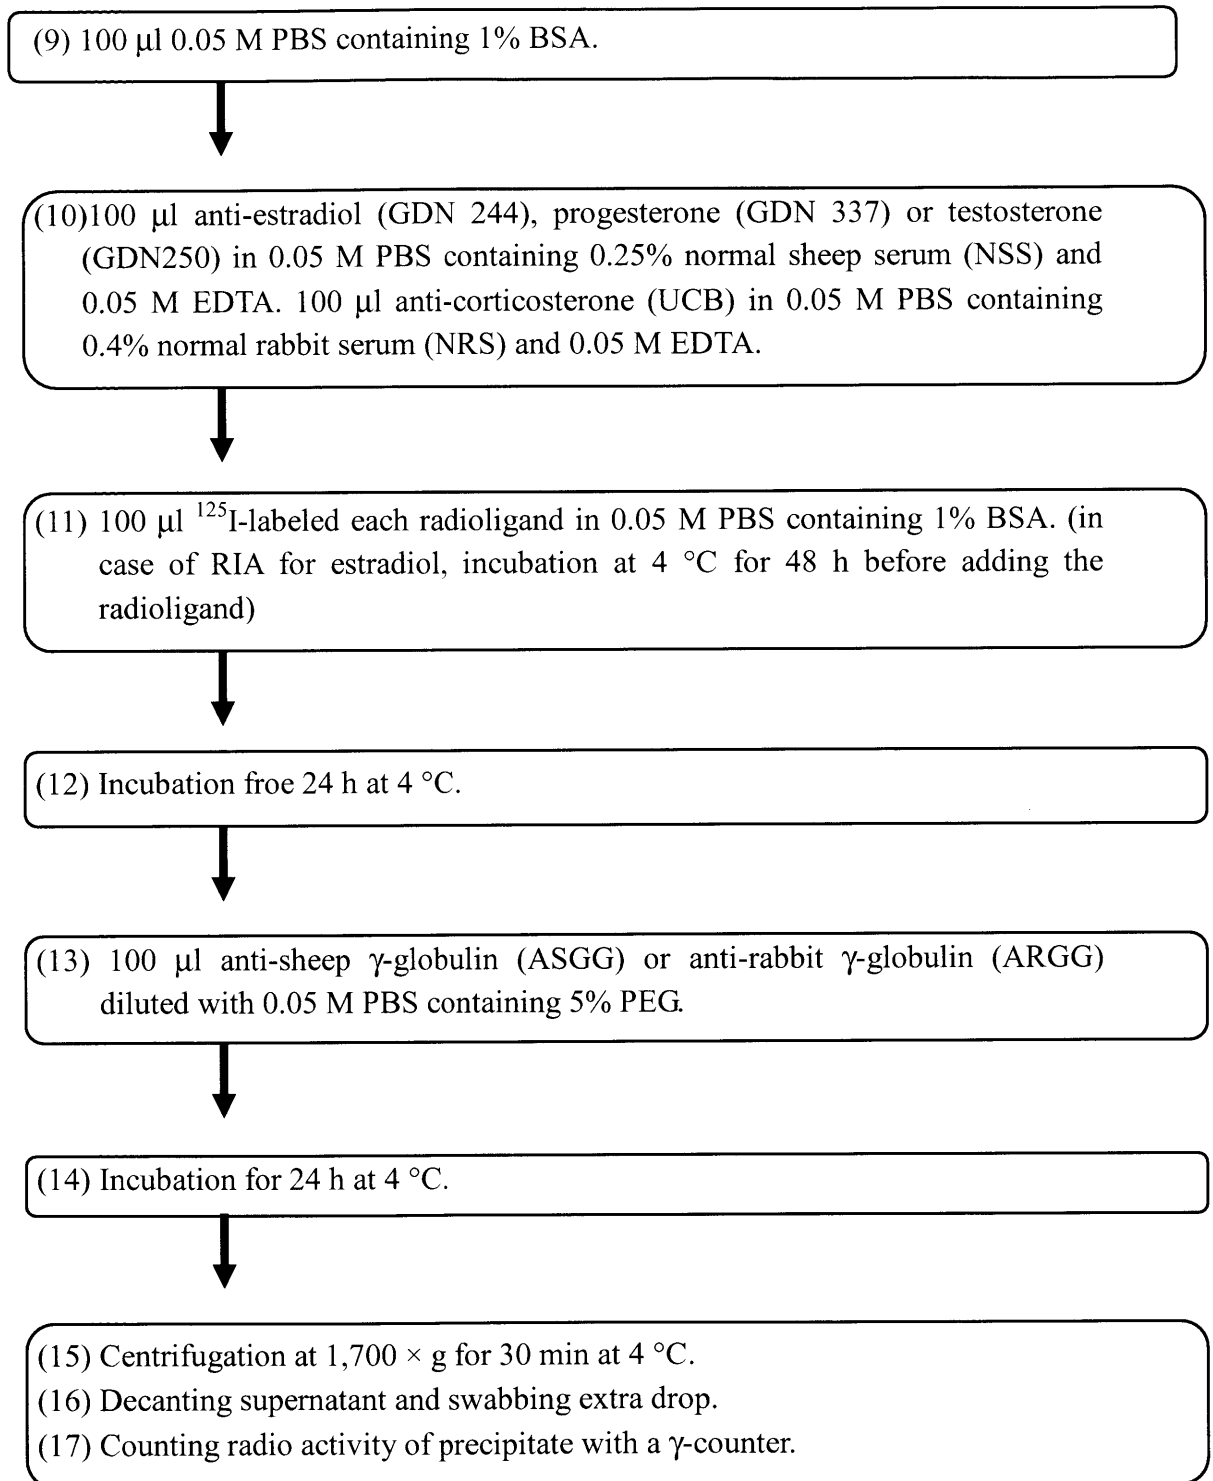 (9) 100 μl 0.05 M PBS containing 1% BSA.
(10)100 μl anti-estradiol (GDN 244), progesterone (GDN 337) or testosterone
(GDN250) in 0.05 M PBS containing 0.25% normal sheep serum (NSS) and
0.05 M EDTA. 100 μl anti-corticosterone (UCB) in 0.05 M PBS containing
0.4% normal rabbit serum (NRS) and 0.05 M EDTA.
(11) 100 μl ¹²⁵I-labeled each radioligand in 0.05 M PBS containing 1% BSA. (in
case of RIA for estradiol, incubation at 4 °C for 48 h before adding the
radioligand)
(12) Incubation froe 24 h at 4 °C.
(13) 100 μl anti-sheep γ-globulin (ASGG) or anti-rabbit γ-globulin (ARGG)
diluted with 0.05 M PBS containing 5% PEG.
(14) Incubation for 24 h at 4 °C.
(15) Centrifugation at 1,700 × g for 30 min at 4 °C.
(16) Decanting supernatant and swabbing extra drop.
(17) Counting radio activity of precipitate with a γ-counter.